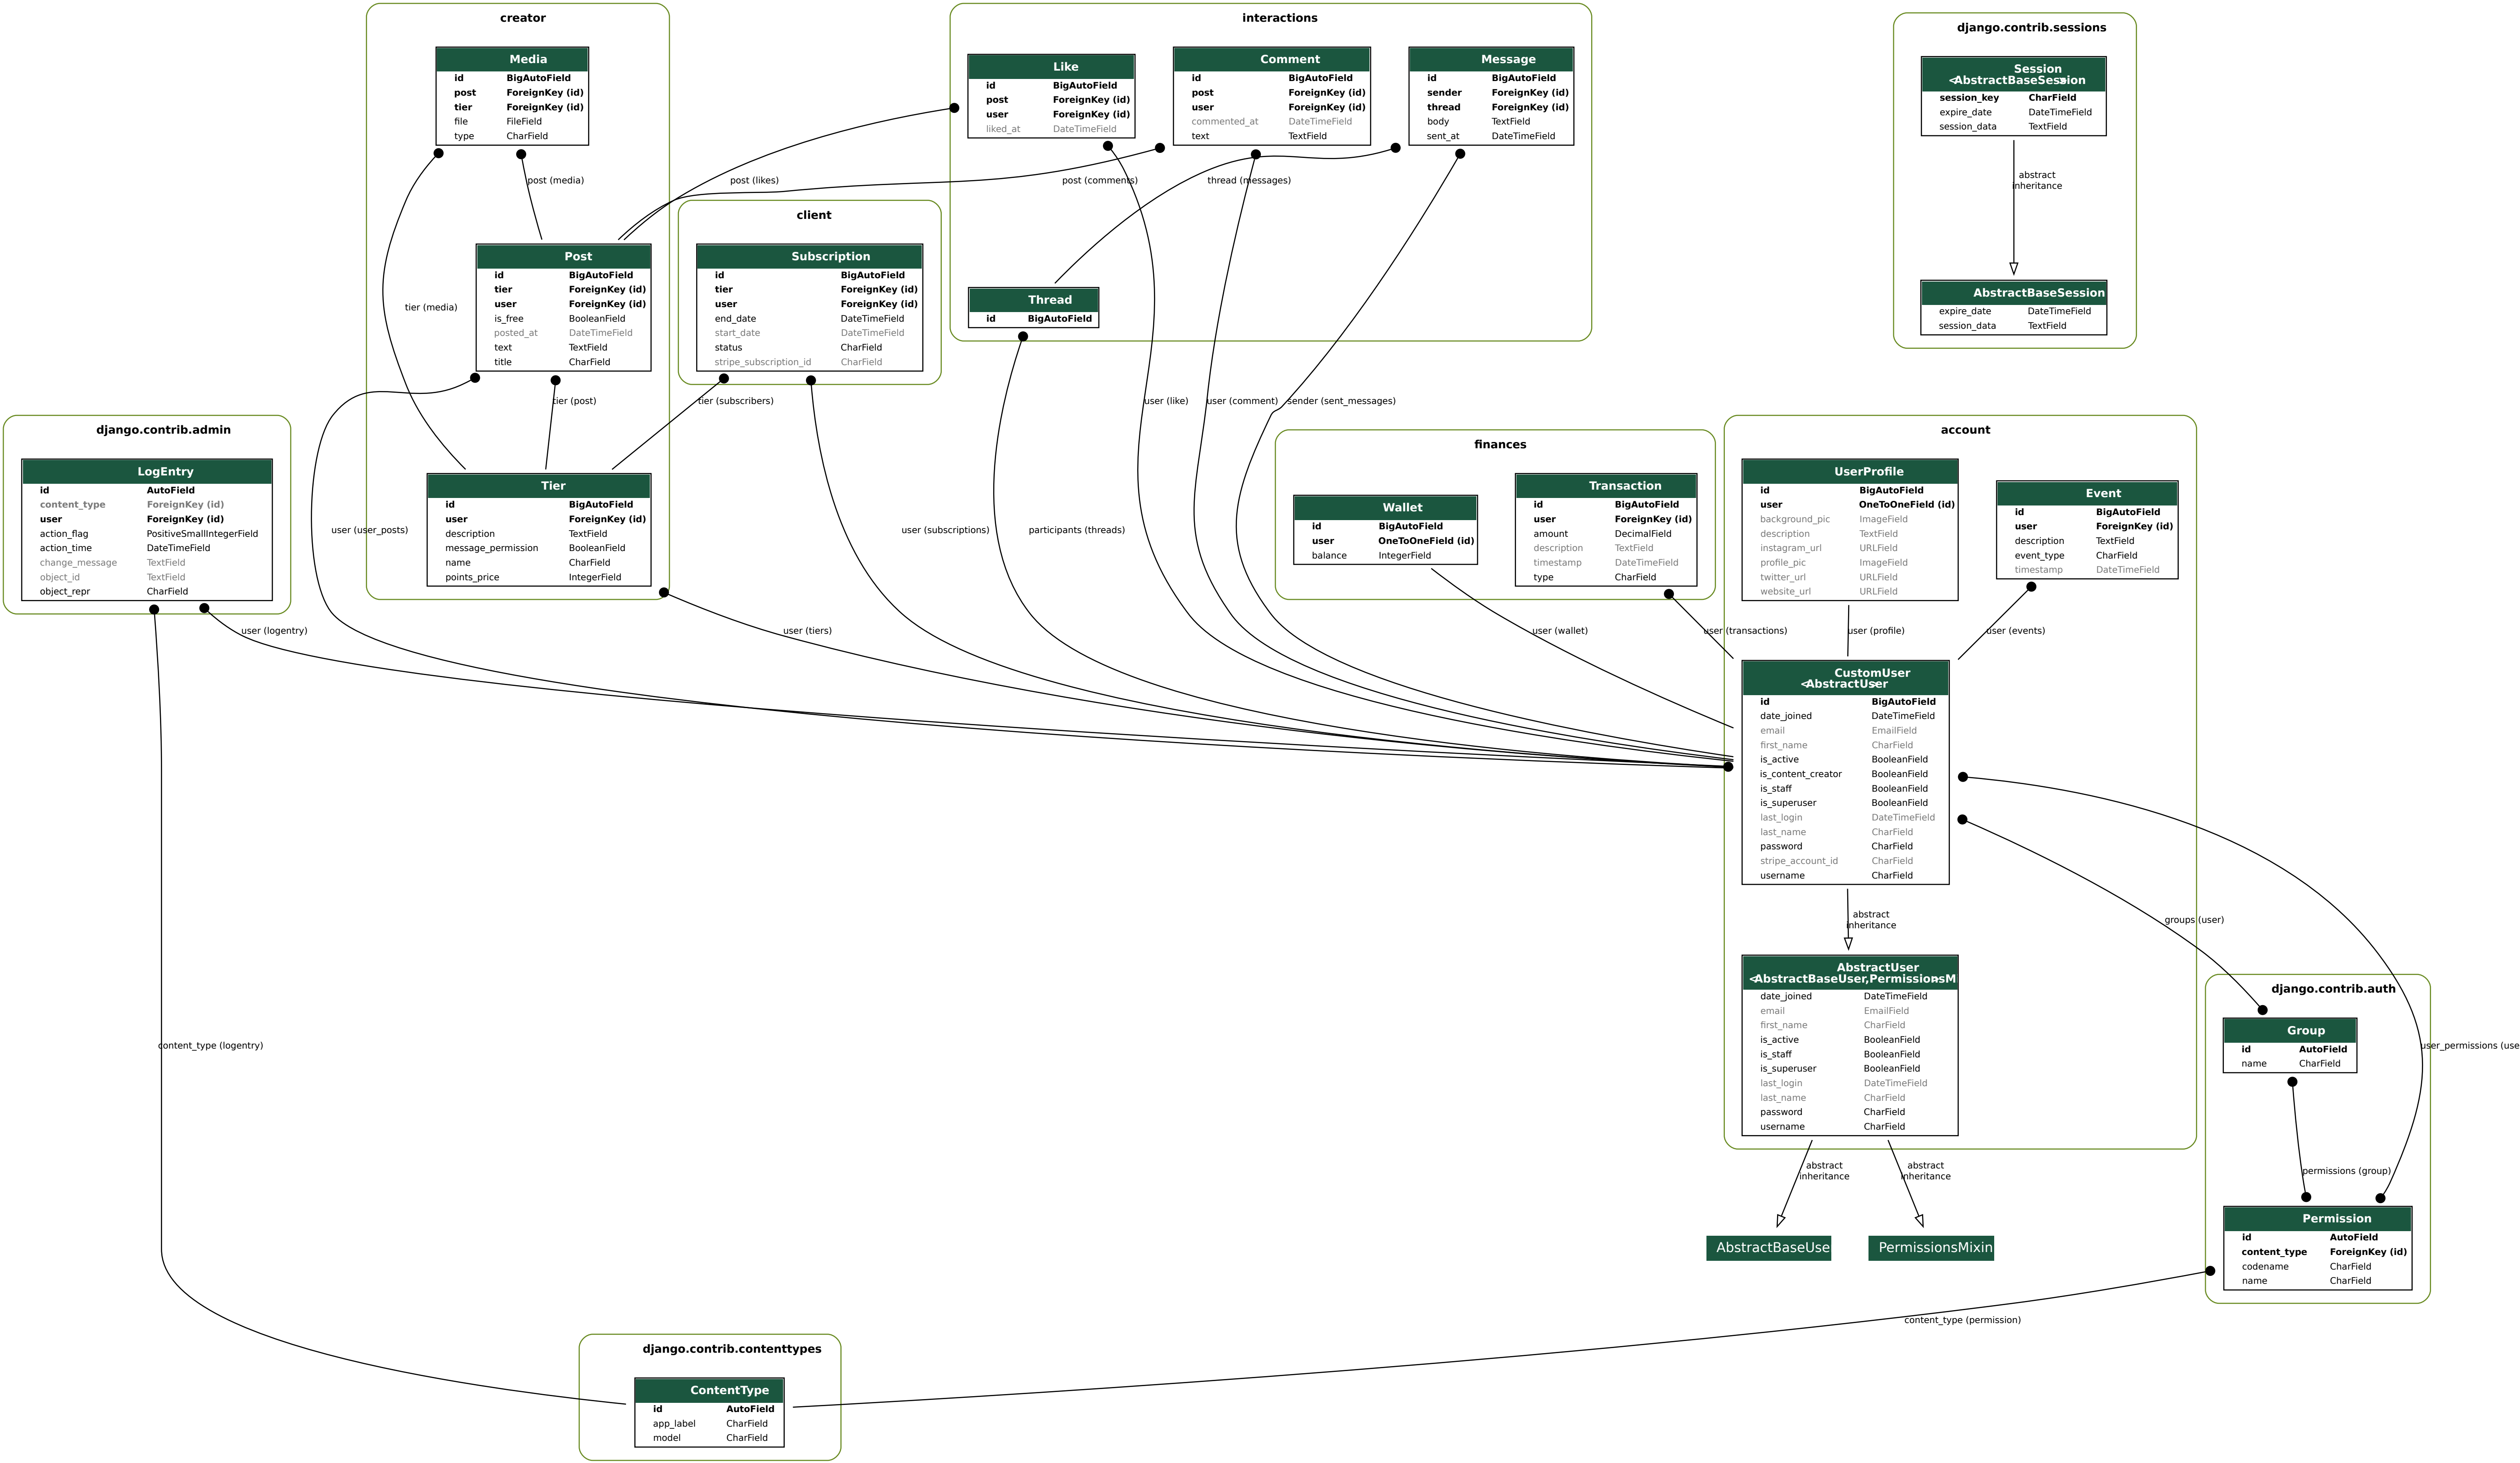 creator
Media
id BigAutoField
post ForeignKey (id)
tier ForeignKey (id)
file FileField
type CharField
post (media)
tier (media)
Post
id BigAutoField
tier ForeignKey (id)
user ForeignKey (id)
is_free BooleanField
posted_at DateTimeField
text TextField
title CharField
tier (post)
Tier
id BigAutoField
user ForeignKey (id)
description TextField
message_permission BooleanField
name CharField
points_price IntegerField
interactions
Like
id BigAutoField
post ForeignKey (id)
user ForeignKey (id)
liked_at DateTimeField
Comment
id BigAutoField
post ForeignKey (id)
user ForeignKey (id)
commented_at DateTimeField
text TextField
Message
id BigAutoField
sender ForeignKey (id)
thread ForeignKey (id)
body TextField
sent_at DateTimeField
post (likes)
post (comments)
thread (messages)
Thread
id BigAutoField
client
Subscription
id BigAutoField
tier ForeignKey (id)
user ForeignKey (id)
end_date DateTimeField
start_date DateTimeField
status CharField
stripe_subscription_id CharField
tier (subscribers)
user (like)
user (comment)
sender (sent_messages)
django.contrib.sessions
Session
<AbstractBaseSession>
session_key CharField
expire_date DateTimeField
session_data TextField
abstract
inheritance
AbstractBaseSession
expire_date DateTimeField
session_data TextField
django.contrib.admin
LogEntry
id AutoField
content_type ForeignKey (id)
user ForeignKey (id)
action_flag PositiveSmallIntegerField
action_time DateTimeField
change_message TextField
object_id TextField
object_repr CharField
user (user_posts)
user (subscriptions)
participants (threads)
finances
Wallet
id BigAutoField
user OneToOneField (id)
balance IntegerField
Transaction
id BigAutoField
user ForeignKey (id)
amount DecimalField
description TextField
timestamp DateTimeField
type CharField
account
UserProfile
id BigAutoField
user OneToOneField (id)
background_pic ImageField
description TextField
instagram_url URLField
profile_pic ImageField
twitter_url URLField
website_url URLField
Event
id BigAutoField
user ForeignKey (id)
description TextField
event_type CharField
timestamp DateTimeField
user (logentry)
user (tiers)
user (wallet)
user (transactions)
user (profile)
user (events)
CustomUser
<AbstractUser>
id BigAutoField
date_joined DateTimeField
email EmailField
first_name CharField
is_active BooleanField
is_content_creator BooleanField
is_staff BooleanField
is_superuser BooleanField
last_login DateTimeField
last_name CharField
password CharField
stripe_account_id CharField
username CharField
abstract
inheritance
groups (user)
AbstractUser
<AbstractBaseUser,PermissionsM
date_joined DateTimeField
email EmailField
first_name CharField
is_active BooleanField
is_staff BooleanField
is_superuser BooleanField
last_login DateTimeField
last_name CharField
password CharField
username CharField
abstract
inheritance
abstract
inheritance
AbstractBaseUse
PermissionsMixin
content_type (logentry)
django.contrib.auth
Group
id AutoField
name CharField
user_permissions (use
permissions (group)
Permission
id AutoField
content_type ForeignKey (id)
codename CharField
name CharField
content_type (permission)
django.contrib.contenttypes
ContentType
id AutoField
app_label CharField
model CharField